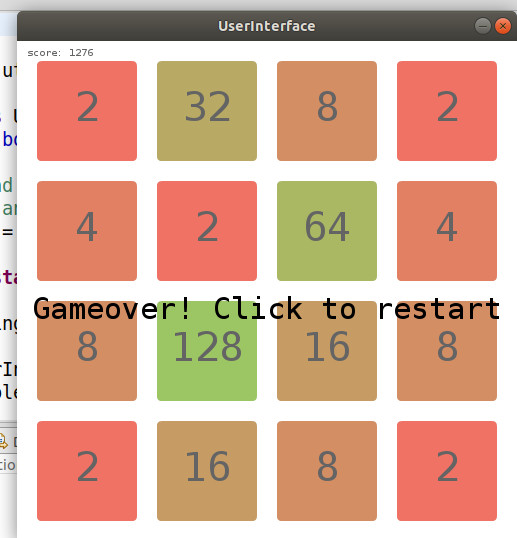 UserInterface
score: 1276
2 32 8 2
4 2 64 4
Gameover! Click to restart
8 128 16 8
2 16 8 2